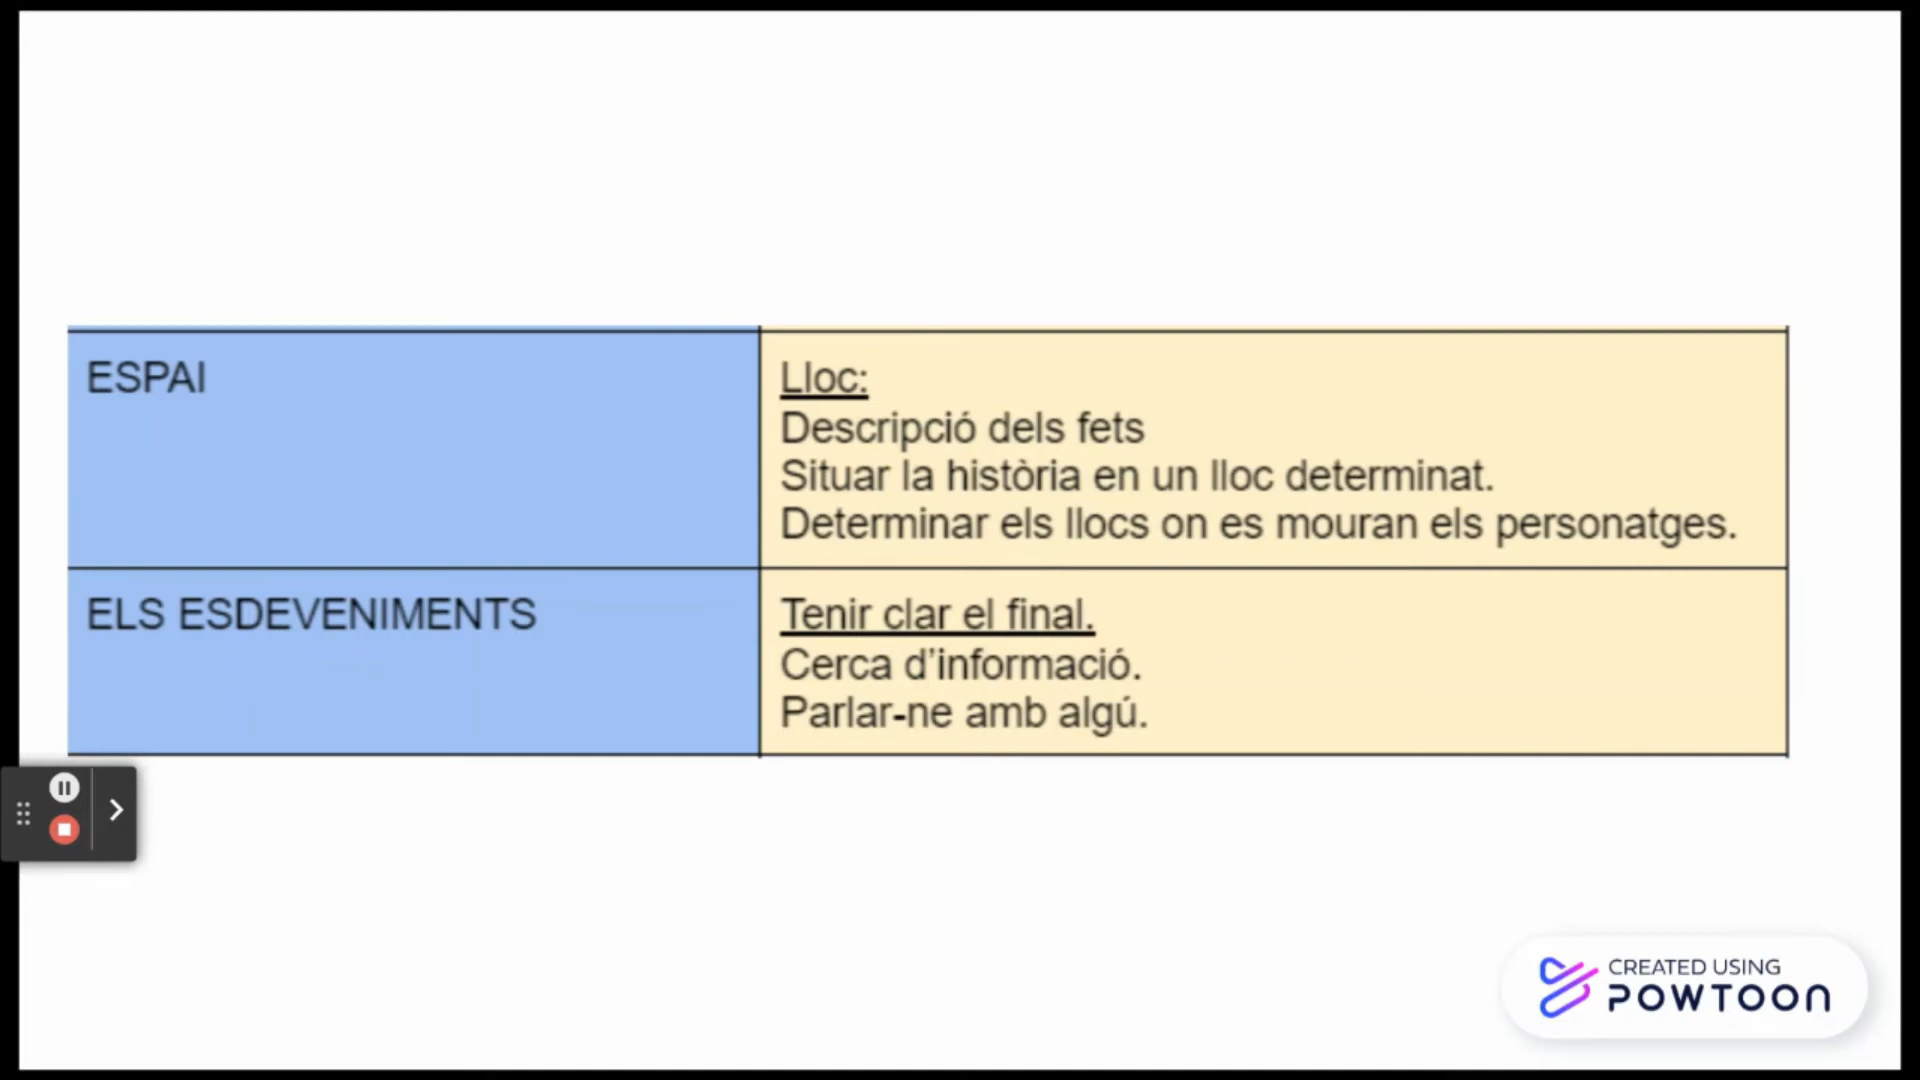 ESPAI
Lloc:
Descripció dels fets
Situar la història en un lloc determinat.
Determinar els llocs on es mouran els personatges.
ELS ESDEVENIMENTS
Tenir clar el final.
Cerca d’informació.
Parlar-ne amb algú.
CREATED USING
POWTOON